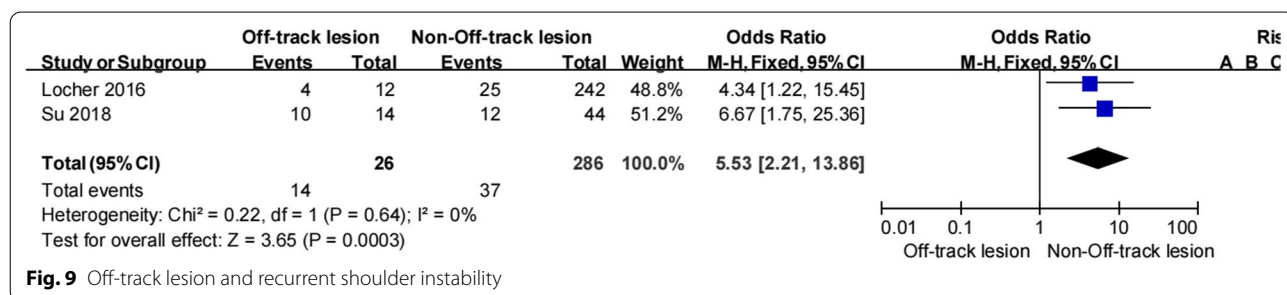 Off-track lesion Non-Off-track lesion Odds Ratio Odds Ratio Ris
Study or Subgroup Events Total Events Total Weight M-H, Fixed, 95% CI M-H, Fixed, 95% CI A B C
Locher 2016 4 12 25 242 48.8% 4.34 [1.22, 15.45]
Su 2018 10 14 12 44 51.2% 6.67 [1.75, 25.36]
Total (95% CI) 26 286 100.0% 5.53 [2.21, 13.86]
Total events 14 37
Heterogeneity: Chi² = 0.22, df = 1 (P = 0.64); I² = 0%
Test for overall effect: Z = 3.65 (P = 0.0003)
0.01 0.1 1 10 100
Off-track lesion Non-Off-track lesion
Fig. 9 Off-track lesion and recurrent shoulder instability